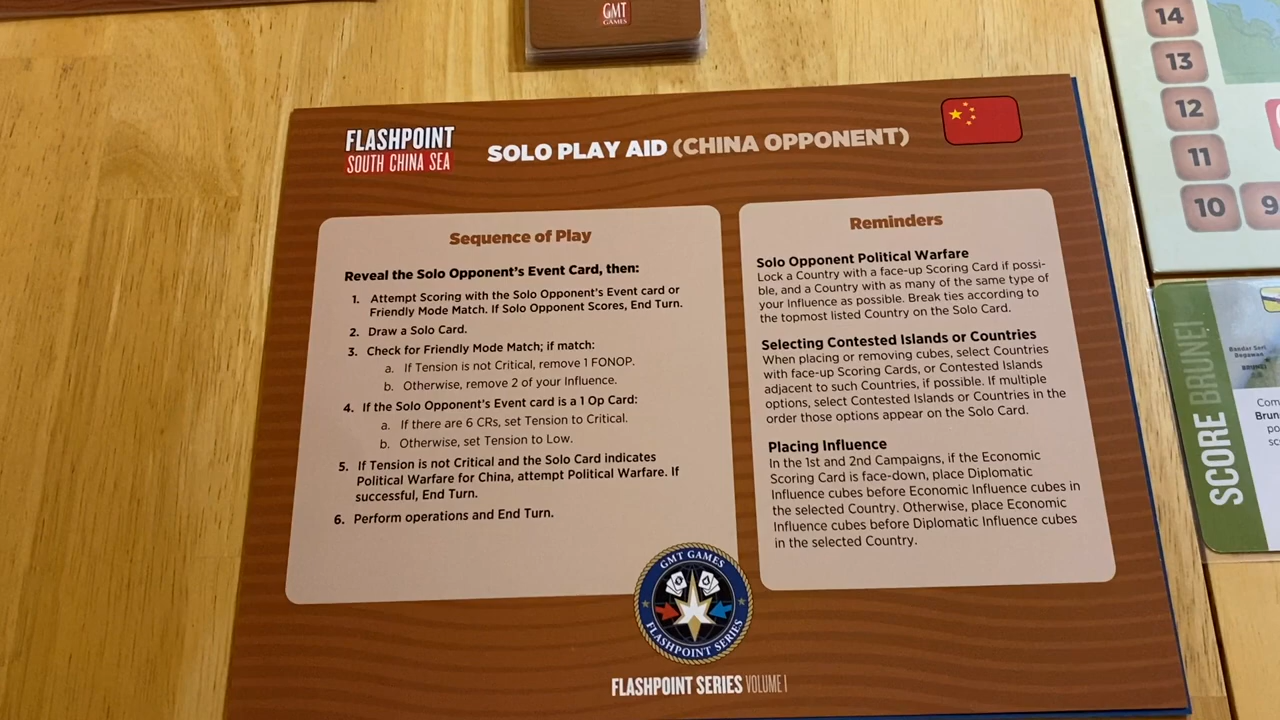 GMT
GAMES
14
13
12
11
10 9
FLASHPOINT
SOUTH CHINA SEA
SOLO PLAY AID (CHINA OPPONENT)
Sequence of Play
Reveal the Solo Opponent's Event Card, then:
1. Attempt Scoring with the Solo Opponent's Event card or
Friendly Mode Match. If Solo Opponent Scores, End Turn.
2. Draw a Solo Card.
3. Check for Friendly Mode Match; if match:
a. If Tension is not Critical, remove 1 FONOP.
b. Otherwise, remove 2 of your Influence.
4. If the Solo Opponent's Event card is a 1 Op Card:
a. If there are 6 CRs, set Tension to Critical.
b. Otherwise, set Tension to Low.
5. If Tension is not Critical and the Solo Card indicates
Political Warfare for China, attempt Political Warfare. If
successful, End Turn.
6. Perform operations and End Turn.
Reminders
Solo Opponent Political Warfare
Lock a Country with a face-up Scoring Card if possi-
ble, and a Country with as many of the same type of
your Influence as possible. Break ties according to
the topmost listed Country on the Solo Card.
Selecting Contested Islands or Countries
When placing or removing cubes, select Countries
with face-up Scoring Cards, or Contested Islands
adjacent to such Countries, if possible. If multiple
options, select Contested Islands or Countries in the
order those options appear on the Solo Card.
Placing Influence
In the 1st and 2nd Campaigns, if the Economic
Scoring Card is face-down, place Diplomatic
Influence cubes before Economic Influence cubes in
the selected Country. Otherwise, place Economic
Influence cubes before Diplomatic Influence cubes
in the selected Country.
GMT GAMES
FLASHPOINT SERIES
FLASHPOINT SERIES VOLUME I
SCORE BRUNEI
Bandar Seri
Begawan
BRUNEI
Com
Brun
po
sc